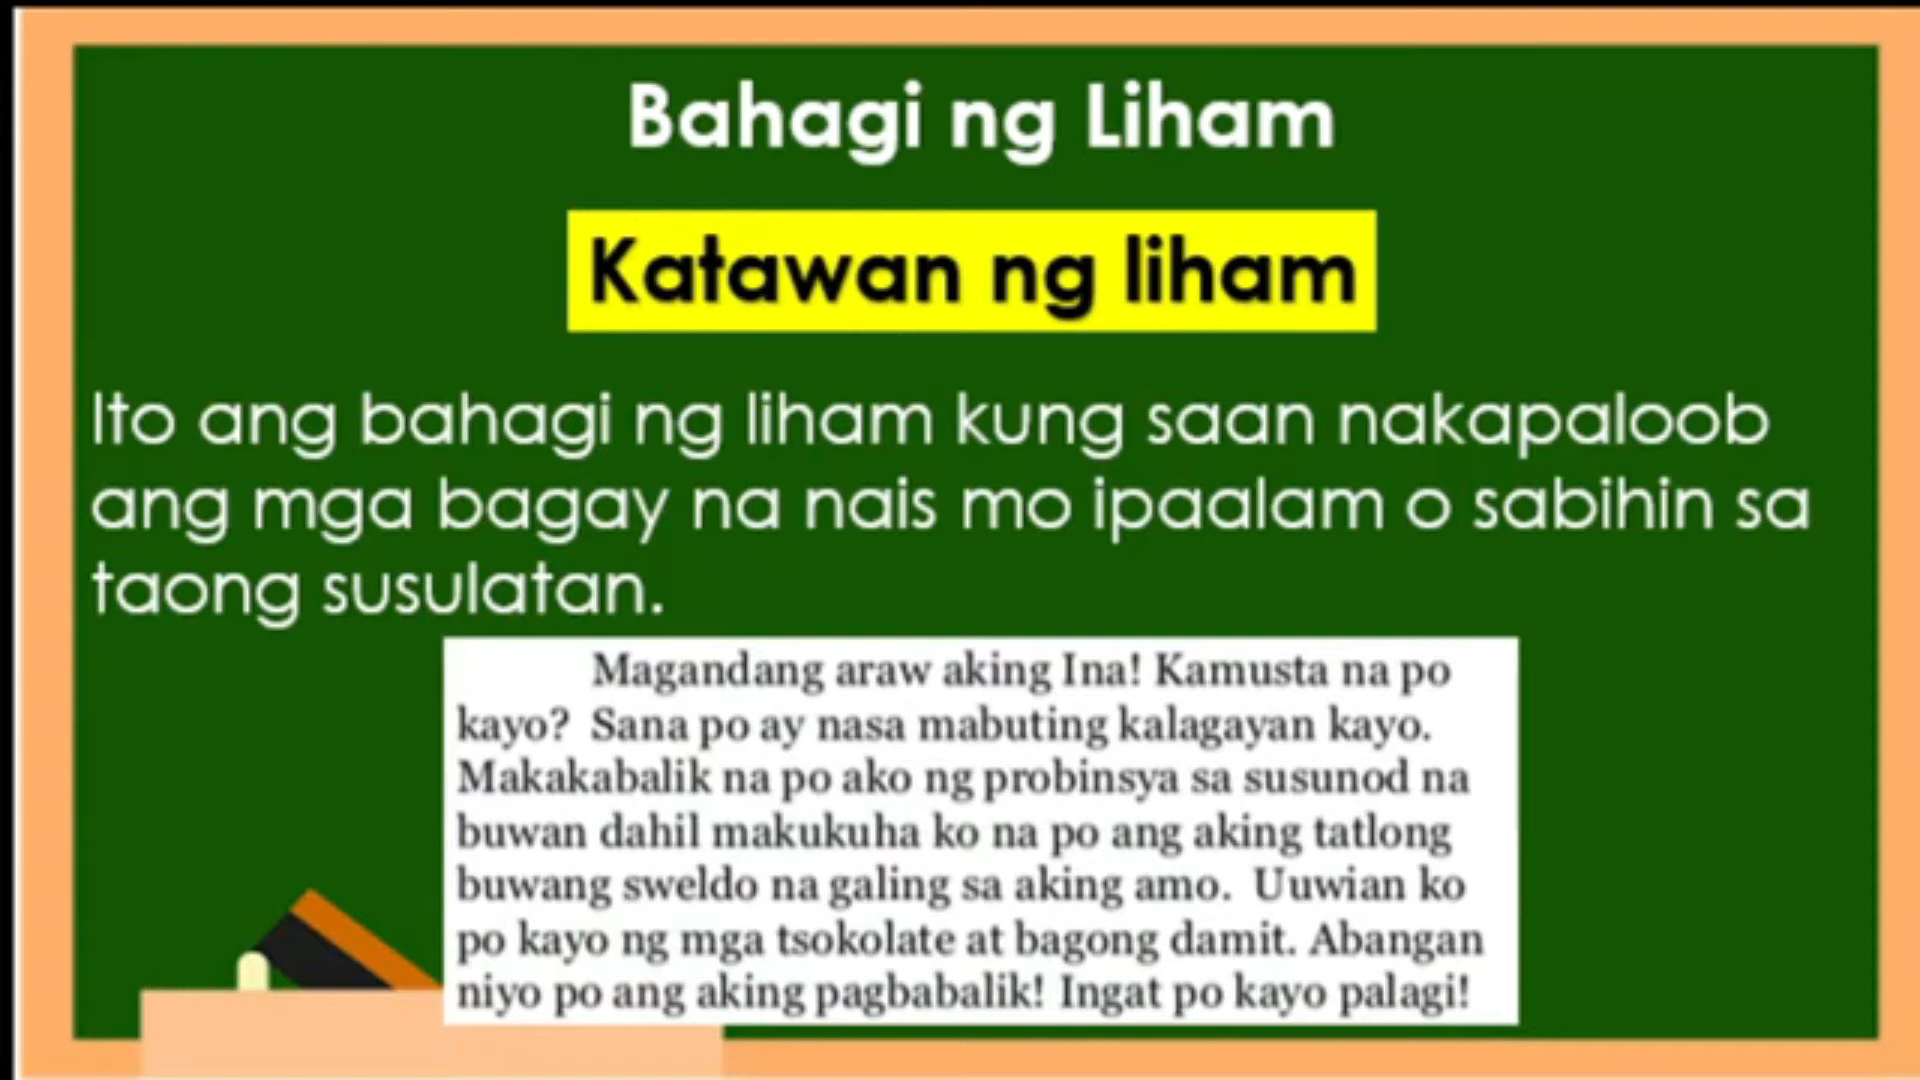 Bahagi ng Liham
Katawan ng liham
Ito ang bahagi ng liham kung saan nakapaloob
ang mga bagay na nais mo ipaalam o sabihin sa
taong susulatan.
Magandang araw aking Ina! Kamusta na po
kayo? Sana po ay nasa mabuting kalagayan kayo.
Makakabalik na po ako ng probinsya sa susunod na
buwan dahil makukuha ko na po ang aking tatlong
buwang sweldo na galing sa aking amo. Uuwian ko
po kayo ng mga tsokolate at bagong damit. Abangan
niyo po ang aking pagbabalik! Ingat po kayo palagi!